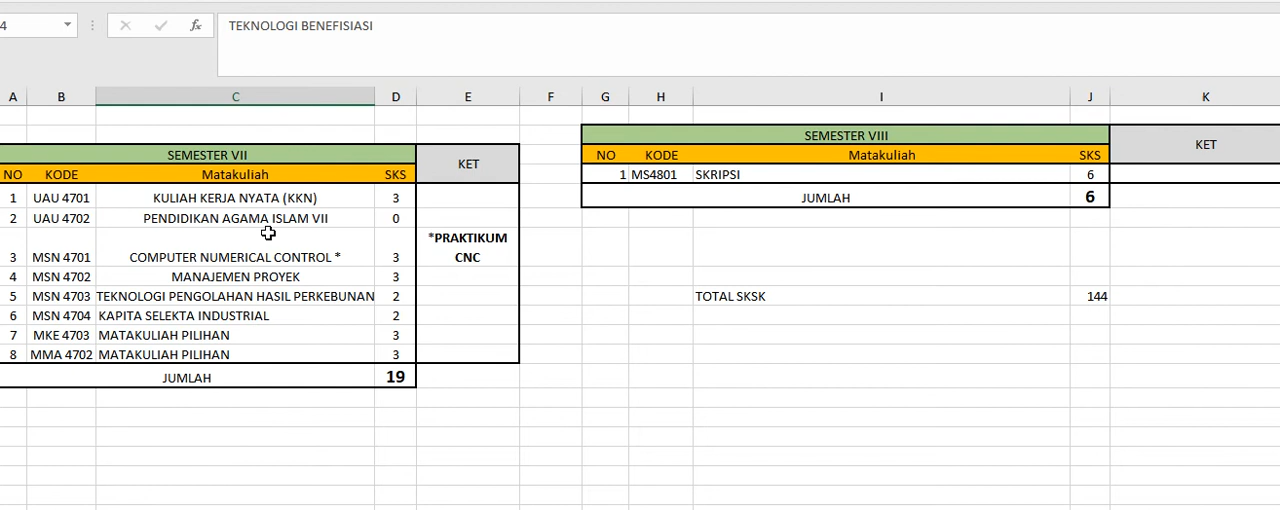 4 fx TEKNOLOGI BENEFISIASI
A B C D E F G H I J K
SEMESTER VII KET
NO KODE Matakuliah SKS
1 UAU 4701 KULIAH KERJA NYATA (KKN) 3
2 UAU 4702 PENDIDIKAN AGAMA ISLAM VII 0
3 MSN 4701 COMPUTER NUMERICAL CONTROL * 3
*PRAKTIKUM
CNC
4 MSN 4702 MANAJEMEN PROYEK 3
5 MSN 4703 TEKNOLOGI PENGOLAHAN HASIL PERKEBUNAN 2
6 MSN 4704 KAPITA SELEKTA INDUSTRIAL 2
7 MKE 4703 MATAKULIAH PILIHAN 3
8 MMA 4702 MATAKULIAH PILIHAN 3
JUMLAH 19
SEMESTER VIII KET
NO KODE Matakuliah SKS
1 MS4801 SKRIPSI 6
JUMLAH 6
TOTAL SKSK 144